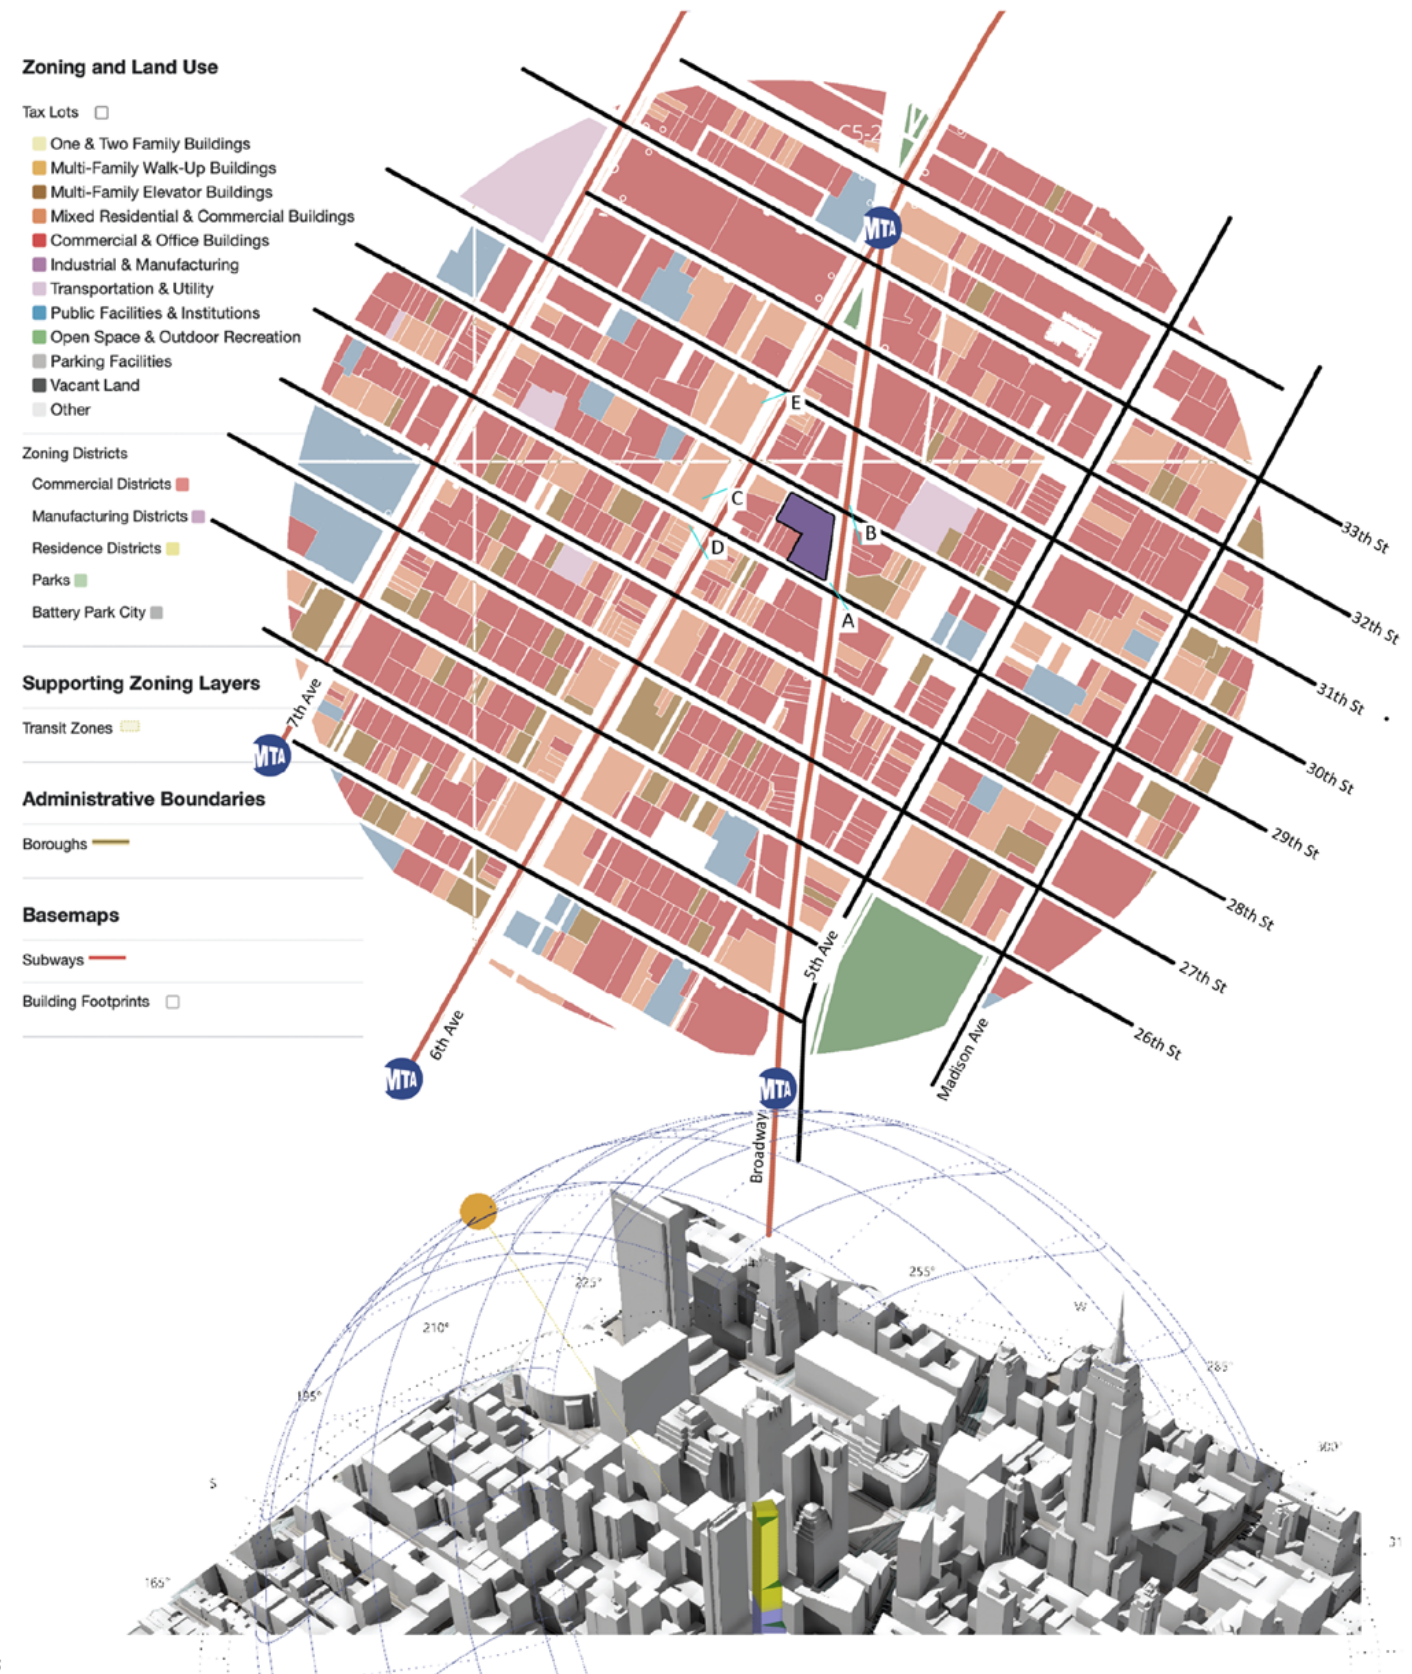 Zoning and Land Use
Tax Lots
One & Two Family Buildings
Multi-Family Walk-Up Buildings
Multi-Family Elevator Buildings
Mixed Residential & Commercial Buildings
Commercial & Office Buildings
Industrial & Manufacturing
Transportation & Utility
Public Facilities & Institutions
Open Space & Outdoor Recreation
Parking Facilities
Vacant Land
Other
Zoning Districts
Commercial Districts
Manufacturing Districts
Residence Districts
Parks
Battery Park City
Supporting Zoning Layers
Transit Zones
Administrative Boundaries
Boroughs
Basemaps
Subways
Building Footprints
C5-2
MTA
E
C
B
D
A
33th St
32th St
31th St
30th St
29th St
28th St
27th St
26th St
7th Ave
MTA
5th Ave
6th Ave
MTA
Madison Ave
MTA
Broadway
225°
255°
W
210°
285°
195°
300°
S
165°